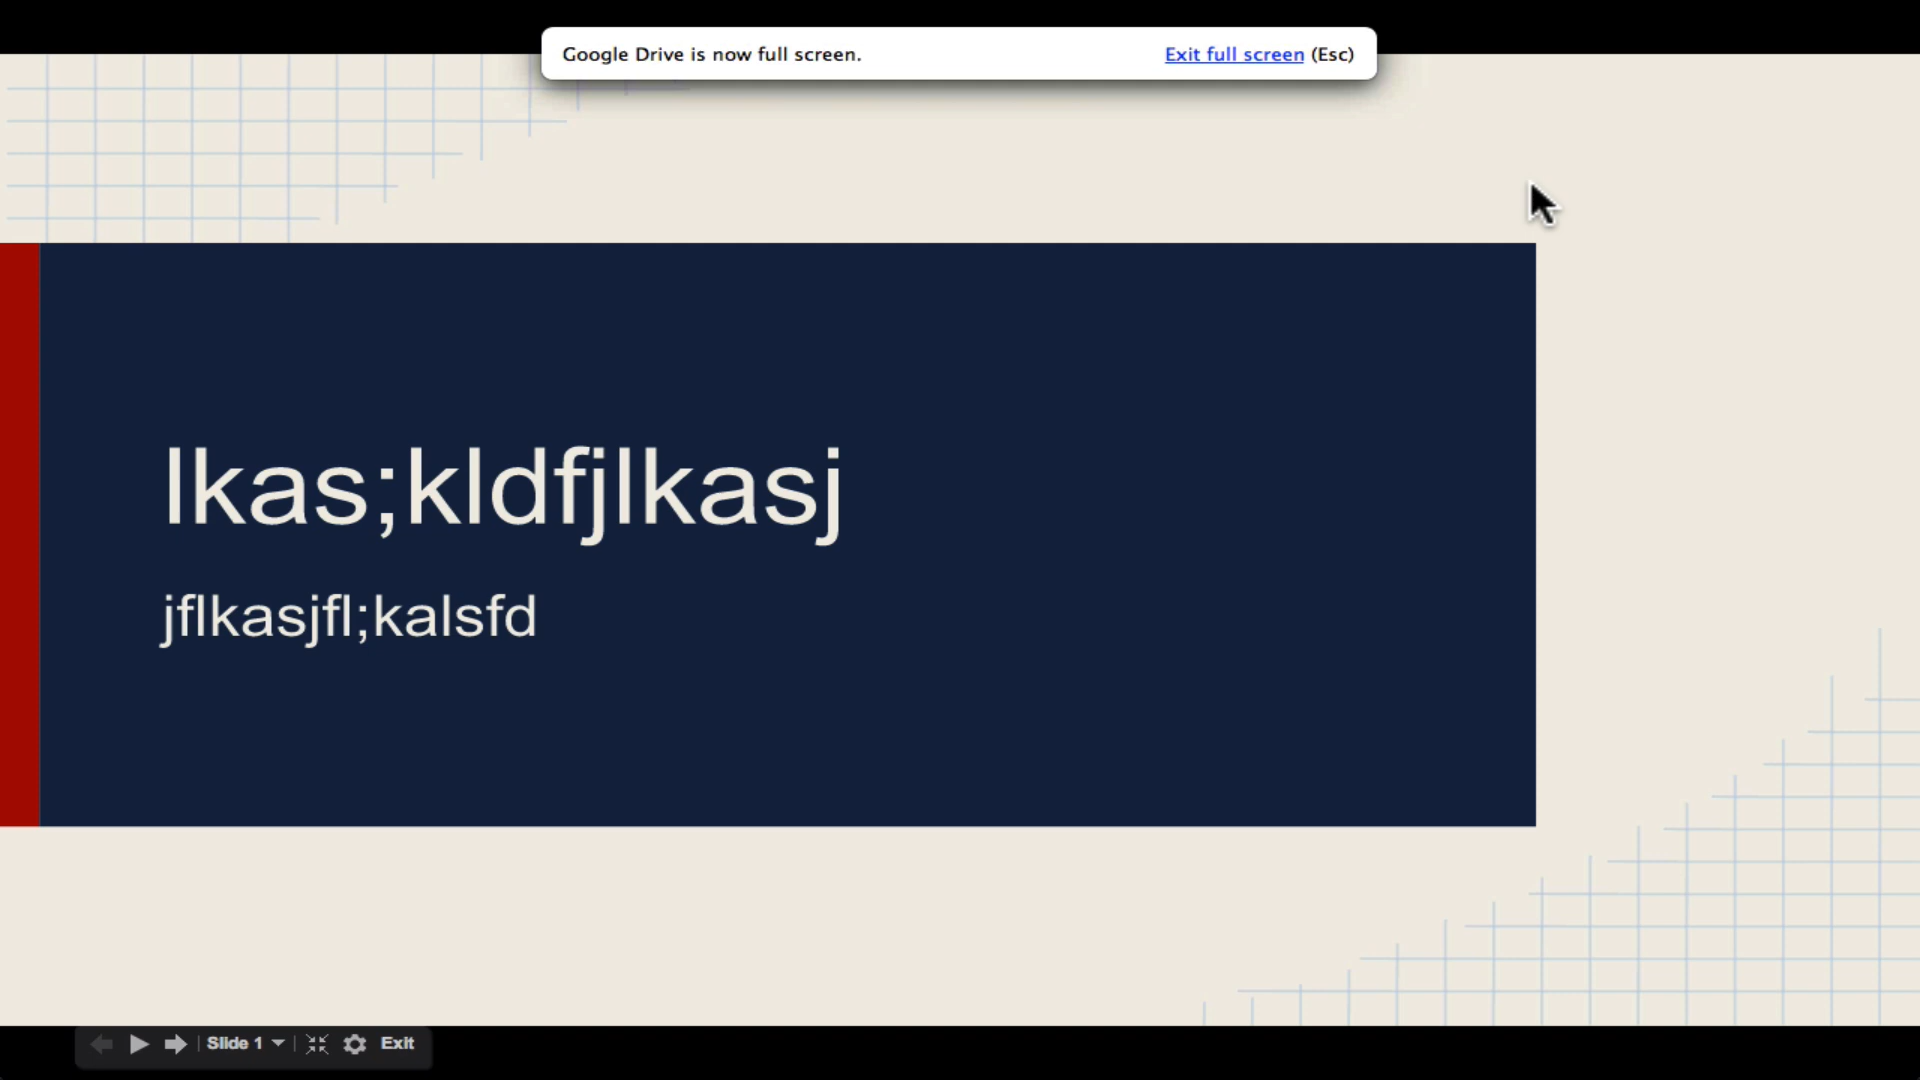 Google Drive is now full screen. Exit full screen (Esc)
lkas;kldfjlkasj
jflkasjfl;kalsfd
Slide 1 Exit